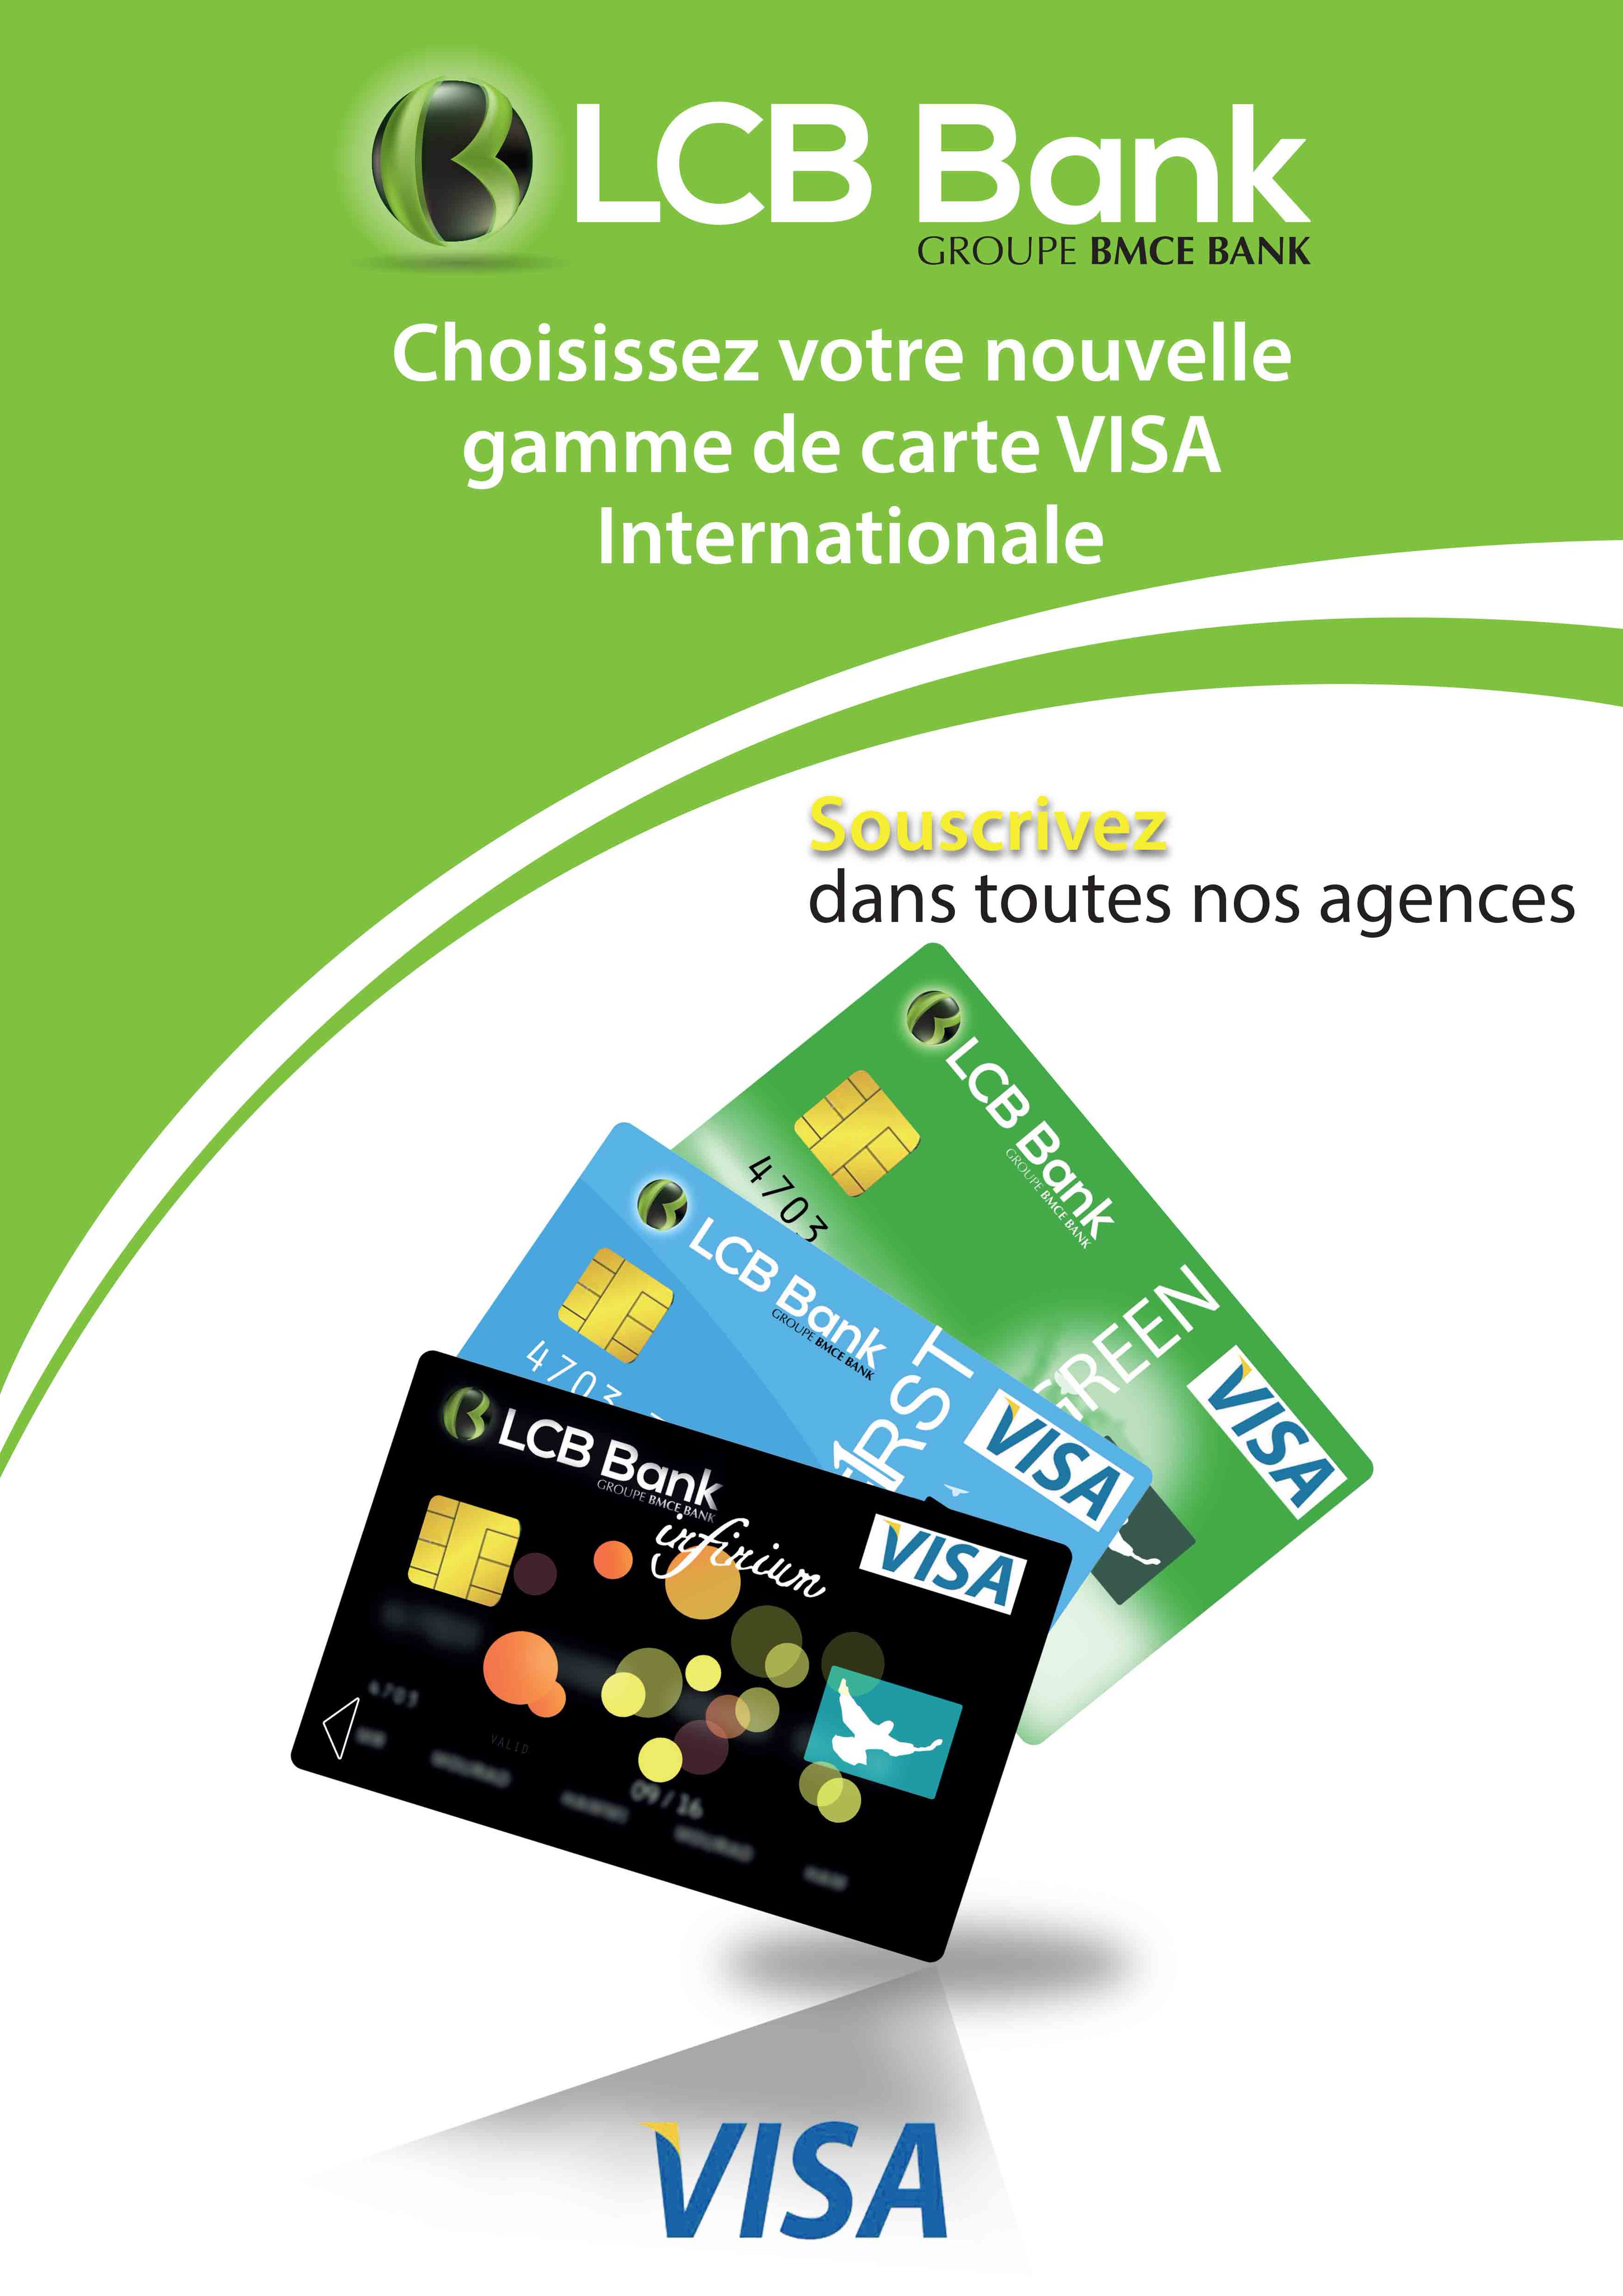 LCB Bank
GROUPE BMCE BANK
Choisissez votre nouvelle
gamme de carte VISA
Internationale
Souscrivez
dans toutes nos agences
LCB Bank
GROUPE BMCE BANK
4703
GREEN
VISA
LCB Bank
GROUPE BMCE BANK
4703
VISA
LCB Bank
GROUPE BMCE BANK
infinium
VISA
4703
VALID
09/16
MOURAD
MOURAD
VISA